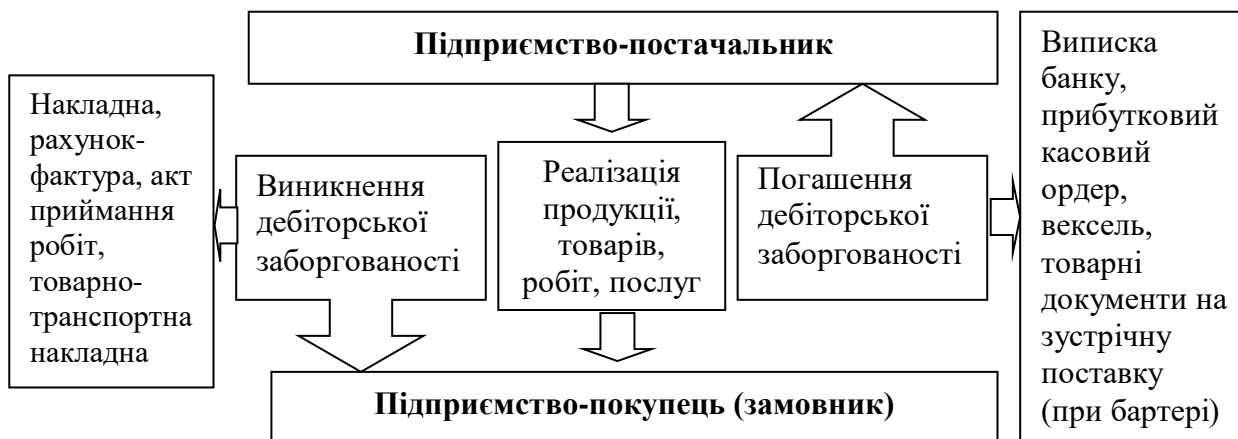 Підприємство-постачальник
Накладна,
рахунок-
фактура, акт
приймання
робіт,
товарно-
транспортна
накладна
Виникнення
дебіторської
заборгованості
Реалізація
продукції,
товарів,
робіт, послуг
Погашення
дебіторської
заборгованості
Виписка
банку,
прибутковий
касовий
ордер,
вексель,
товарні
документи на
зустрічну
поставку
(при бартері)
Підприємство-покупець (замовник)